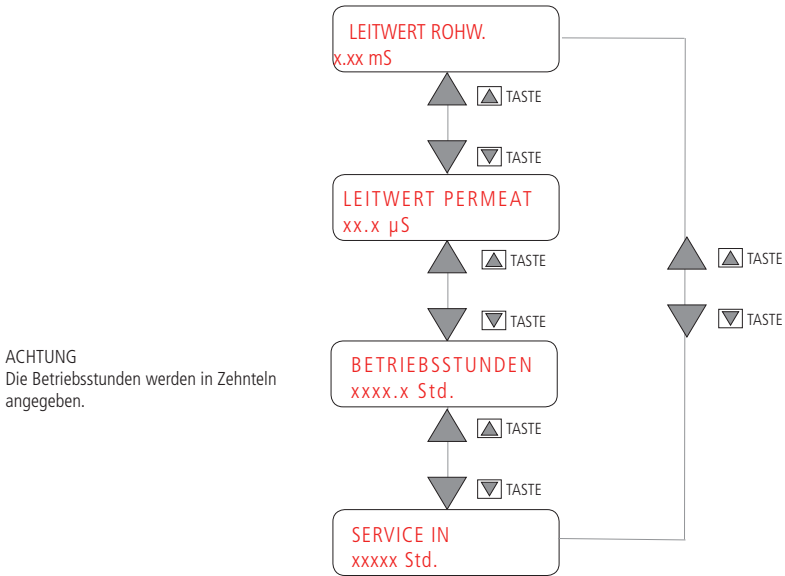 LEITWERT ROHW.
x.xx mS
TASTE
TASTE
LEITWERT PERMEAT
xx.x µS
TASTE
TASTE
TASTE
TASTE
ACHTUNG
Die Betriebsstunden werden in Zehnteln
angegeben.
BETRIEBSSTUNDEN
xxxx.x Std.
TASTE
TASTE
SERVICE IN
xxxxx Std.